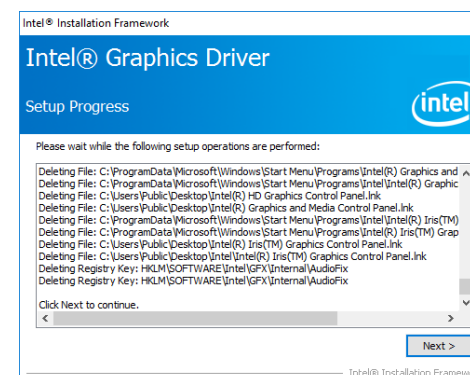 Intel® Installation Framework
Intel® Graphics Driver
Setup Progress
intel
Please wait while the following setup operations are performed:
Deleting File: C:\ProgramData\Microsoft\Windows\Start Menu\Programs\Intel(R) Graphics and
Deleting File: C:\ProgramData\Microsoft\Windows\Start Menu\Programs\Intel\Intel(R) Graphic
Deleting File: C:\Users\Public\Desktop\Intel(R) HD Graphics Control Panel.lnk
Deleting File: C:\Users\Public\Desktop\Intel(R) Graphics and Media Control Panel.lnk
Deleting File: C:\ProgramData\Microsoft\Windows\Start Menu\Programs\Intel(R) Iris(TM)
Deleting File: C:\ProgramData\Microsoft\Windows\Start Menu\Programs\Intel\Intel(R) Iris(TM) Grap
Deleting File: C:\Users\Public\Desktop\Intel(R) Iris(TM) Graphics Control Panel.lnk
Deleting File: C:\Users\Public\Desktop\Intel\Intel(R) Iris(TM) Graphics Control Panel.lnk
Deleting Registry Key: HKLM\SOFTWARE\Intel\GFX\Internal\AudioFix
Deleting Registry Key: HKLM\SOFTWARE\Intel\GFX\Internal\AudioFix
Click Next to continue.
Next >
Intel® Installation Framew